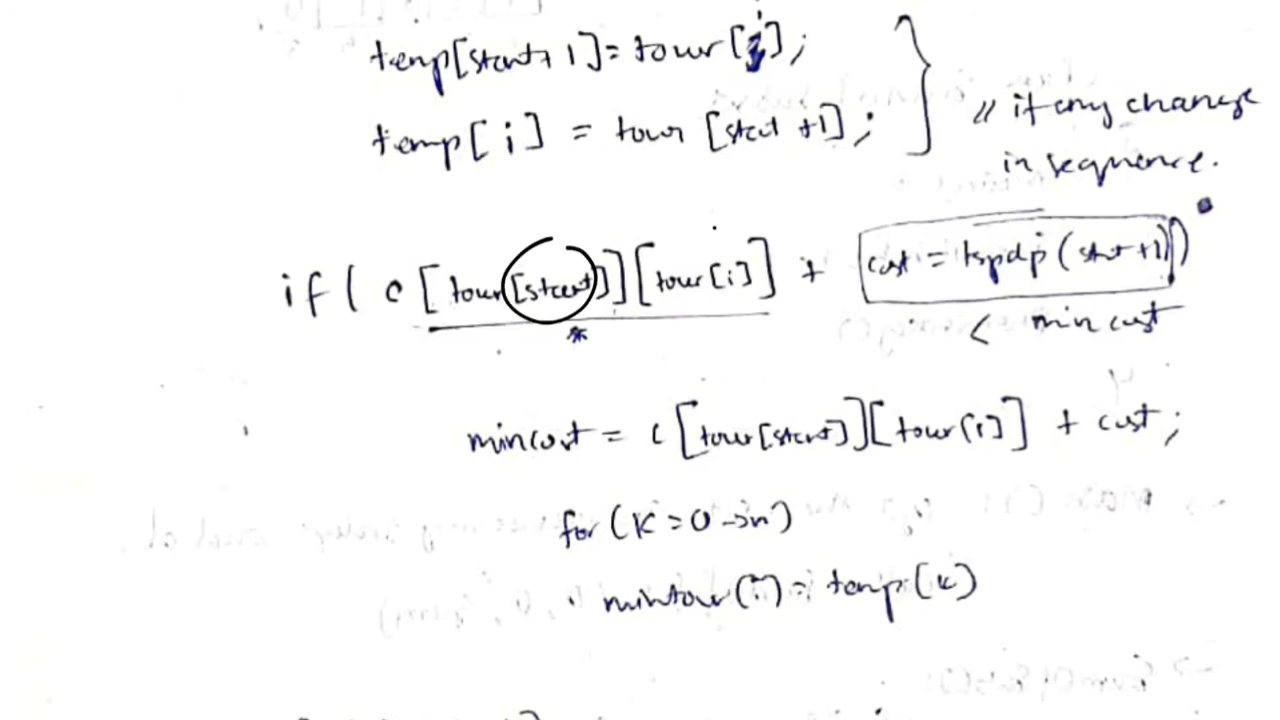 temp[start+1]= tour[j];
temp[i] = tour [start +1]; // if any change
in sequence.
if( c[tour[start]][tour[i]] + cost = tspdp(start+1))
< mincost
mincost = c[tour[start]][tour[i]] + cost;
for(K=0→n)
mintour(i) = temp(k)